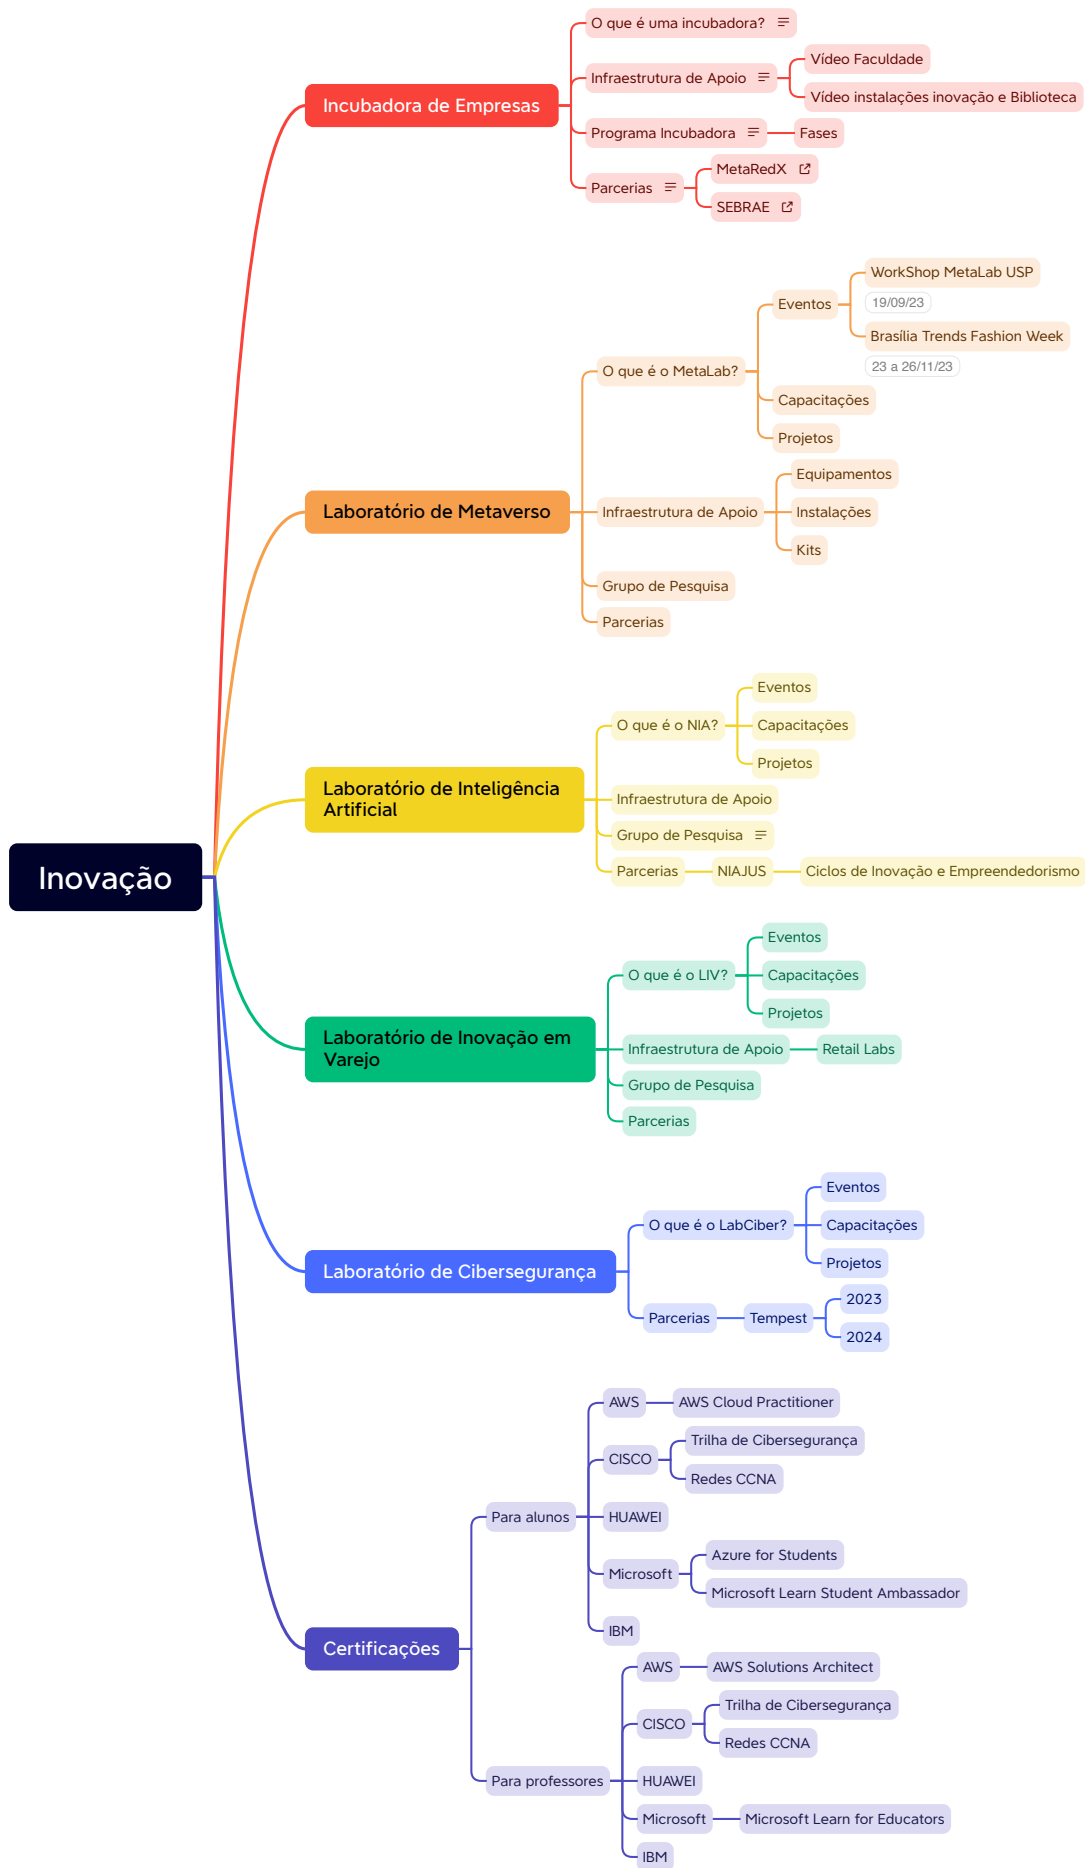 Inovação
Incubadora de Empresas
O que é uma incubadora?
Infraestrutura de Apoio
Vídeo Faculdade
Vídeo instalações inovação e Biblioteca
Programa Incubadora
Fases
Parcerias
MetaRedX
SEBRAE
Laboratório de Metaverso
O que é o MetaLab?
Eventos
WorkShop MetaLab USP
19/09/23
Brasília Trends Fashion Week
23 a 26/11/23
Capacitações
Projetos
Infraestrutura de Apoio
Equipamentos
Instalações
Kits
Grupo de Pesquisa
Parcerias
Laboratório de Inteligência
Artificial
O que é o NIA?
Eventos
Capacitações
Projetos
Infraestrutura de Apoio
Grupo de Pesquisa
Parcerias
NIAJUS
Ciclos de Inovação e Empreendedorismo
Laboratório de Inovação em
Varejo
O que é o LIV?
Eventos
Capacitações
Projetos
Infraestrutura de Apoio
Retail Labs
Grupo de Pesquisa
Parcerias
Laboratório de Cibersegurança
O que é o LabCiber?
Eventos
Capacitações
Projetos
Parcerias
Tempest
2023
2024
Certificações
Para alunos
AWS
AWS Cloud Practitioner
CISCO
Trilha de Cibersegurança
Redes CCNA
HUAWEI
Microsoft
Azure for Students
Microsoft Learn Student Ambassador
IBM
Para professores
AWS
AWS Solutions Architect
CISCO
Trilha de Cibersegurança
Redes CCNA
HUAWEI
Microsoft
Microsoft Learn for Educators
IBM